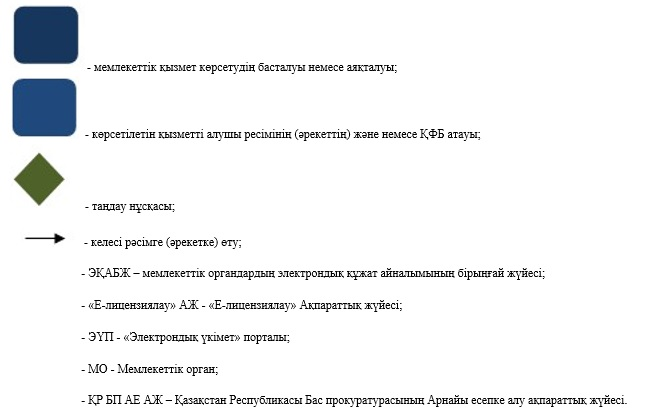 - мемлекеттік қызмет көрсетудің басталуы немесе аяқталуы;
- көрсетілетін қызметті алушы ресімінің (әрекеттің) және немесе ҚФБ атауы;
- таңдау нұсқасы;
- келесі рәсімге (әрекетке) өту;
- ЭҚАБЖ – мемлекеттік органдардың электрондық құжат айналымының бірыңғай жүйесі;
- «Е-лицензиялау» АЖ - «Е-лицензиялау» Ақпараттық жүйесі;
- ЭҮП - «Электрондық үкімет» порталы;
- МО - Мемлекеттік орган;
- ҚР БП АЕ АЖ – Қазақстан Республикасы Бас прокуратурасының Арнайы есепке алу ақпараттық жүйесі.